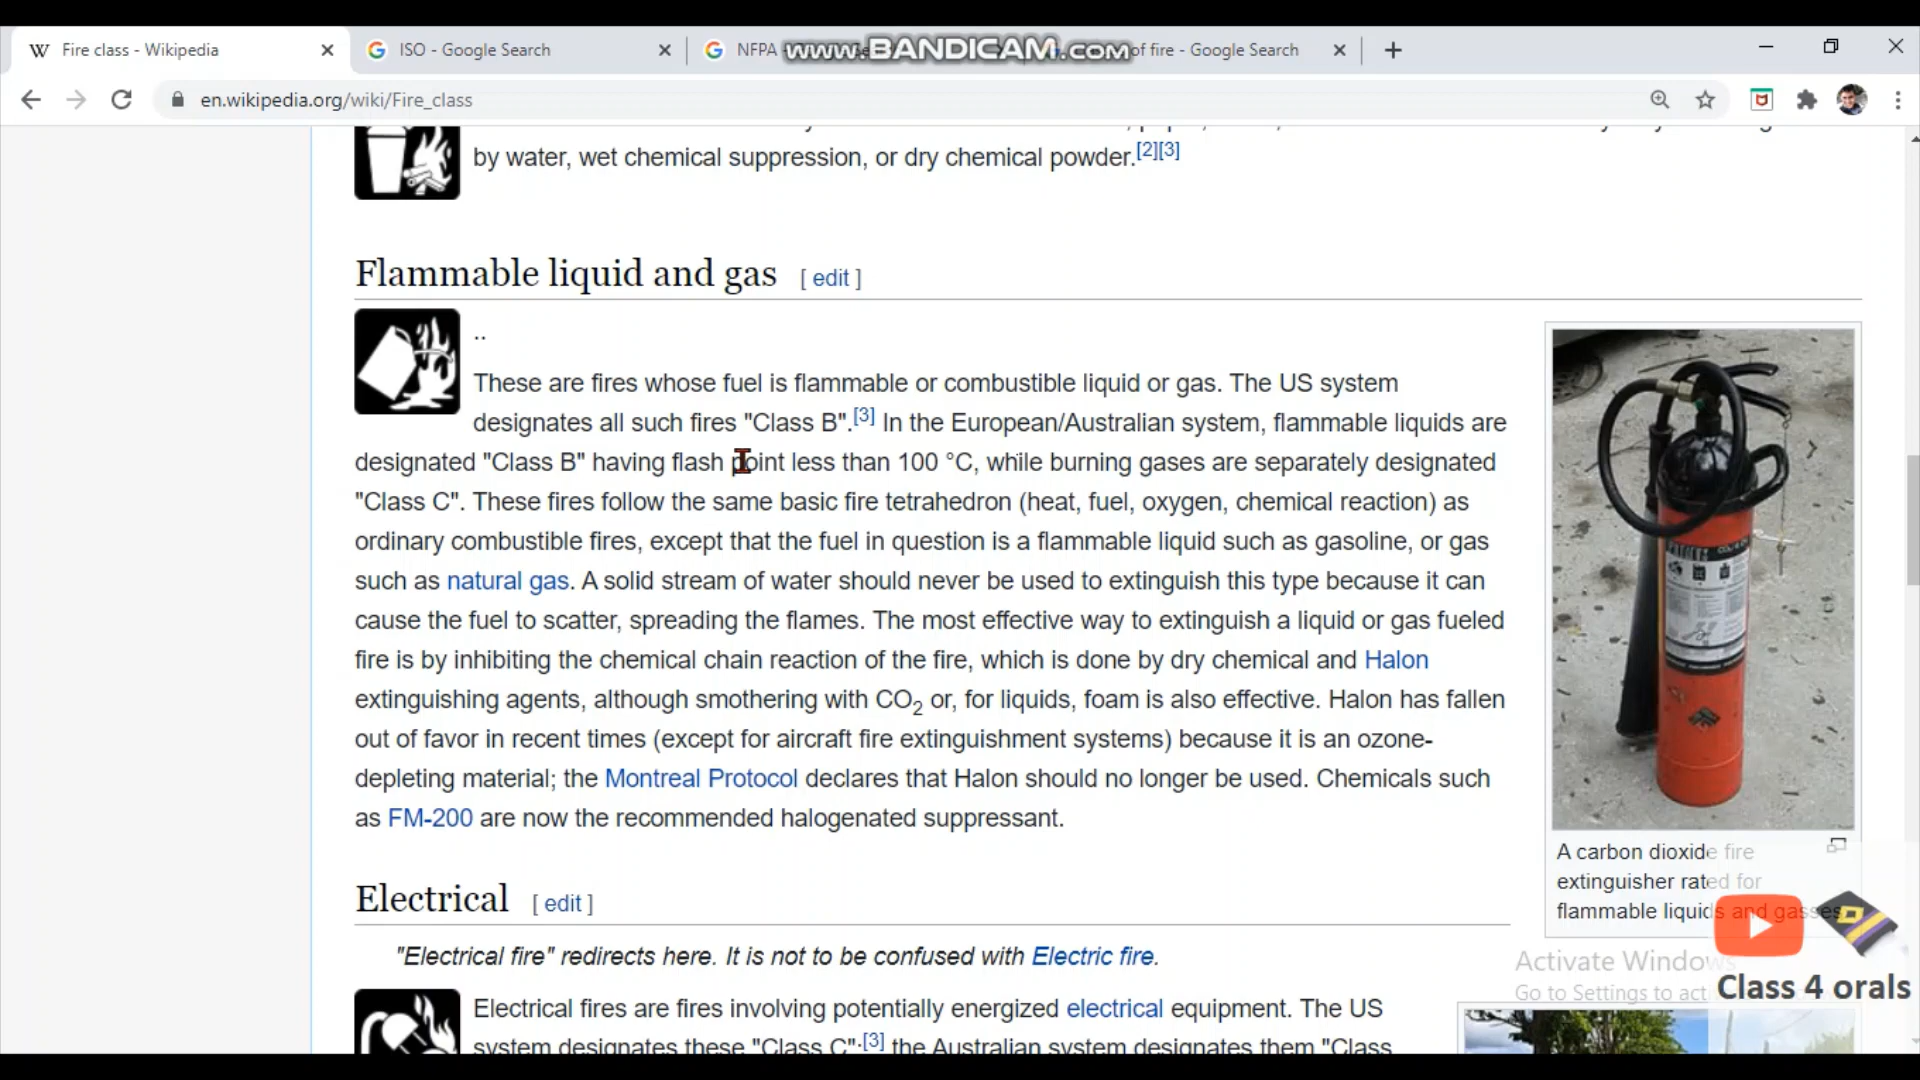 Fire class - Wikipedia
ISO - Google Search
NFPA
www.BANDICAM.com
of fire - Google Search
en.wikipedia.org/wiki/Fire_class
by water, wet chemical suppression, or dry chemical powder.[2][3]
Flammable liquid and gas [ edit ]
..
These are fires whose fuel is flammable or combustible liquid or gas. The US system
designates all such fires "Class B".[3] In the European/Australian system, flammable liquids are
designated "Class B" having flash point less than 100 °C, while burning gases are separately designated
"Class C". These fires follow the same basic fire tetrahedron (heat, fuel, oxygen, chemical reaction) as
ordinary combustible fires, except that the fuel in question is a flammable liquid such as gasoline, or gas
such as natural gas. A solid stream of water should never be used to extinguish this type because it can
cause the fuel to scatter, spreading the flames. The most effective way to extinguish a liquid or gas fueled
fire is by inhibiting the chemical chain reaction of the fire, which is done by dry chemical and Halon
extinguishing agents, although smothering with CO2 or, for liquids, foam is also effective. Halon has fallen
out of favor in recent times (except for aircraft fire extinguishment systems) because it is an ozone-
depleting material; the Montreal Protocol declares that Halon should no longer be used. Chemicals such
as FM-200 are now the recommended halogenated suppressant.
A carbon dioxide fire
extinguisher rated for
flammable liquids and gasses
Electrical [ edit ]
"Electrical fire" redirects here. It is not to be confused with Electric fire.
Electrical fires are fires involving potentially energized electrical equipment. The US
system designates these "Class C";[3] the Australian system designates them "Class
Activate Windows
Go to Settings to act
Class 4 orals